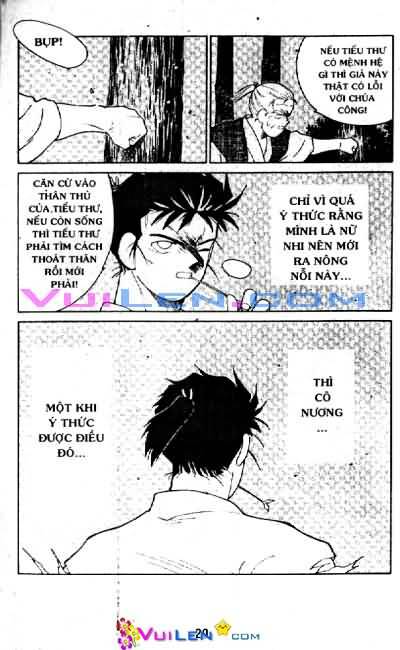 BỤP!
NẾU TIỂU THƯ
CÓ MỆNH HỆ
GÌ THÌ GIÀ NÀY
THẬT CÓ LỖI
VỚI CHÚA
CÔNG!
CĂN CỨ VÀO
THÂN THỦ
CỦA TIỂU THƯ,
NẾU CÒN SỐNG
THÌ TIỂU THƯ
PHẢI TÌM CÁCH
THOÁT THÂN
RỒI MỚI
PHẢI!
CHỈ VÌ QUÁ
Ý THỨC RẰNG
MÌNH LÀ NỮ
NHI NÊN MỚI
RA NÔNG
NỖI NÀY...
VUILEN.COM
THÌ
CÔ
NƯƠNG
...
MỘT KHI
Ý THỨC
ĐƯỢC ĐIỀU
ĐÓ...
20
VUILEN.COM